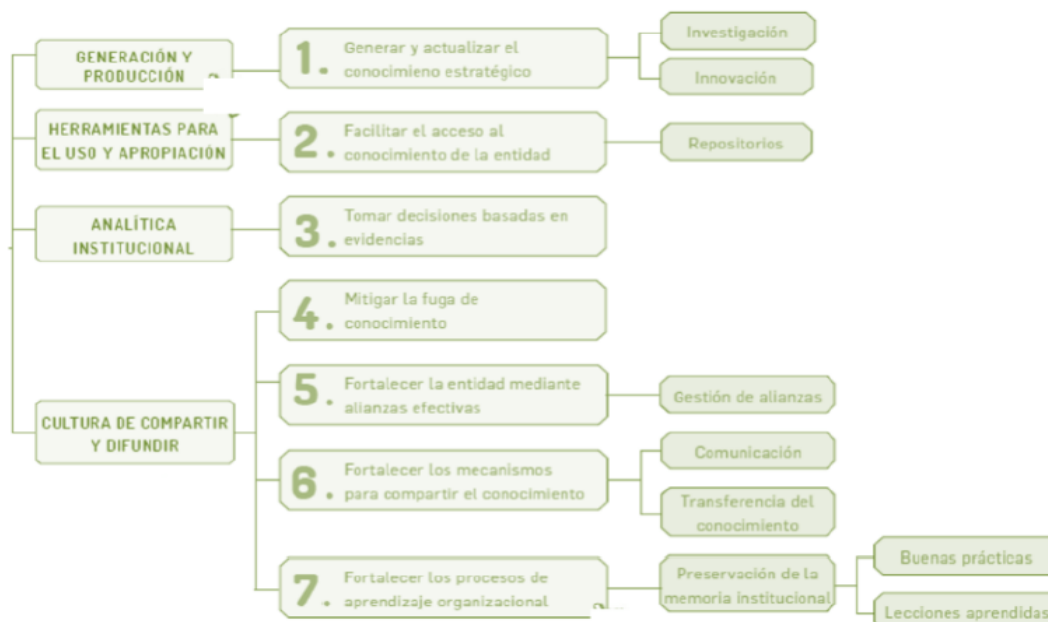 GENERACIÓN Y
PRODUCCIÓN
1. Generar y actualizar el
conocimieno estratégico
Investigación
Innovación
HERRAMIENTAS PARA
EL USO Y APROPIACIÓN
2. Facilitar el acceso al
conocimiento de la entidad
Repositorios
ANALÍTICA
INSTITUCIONAL
3. Tomar decisiones basadas en
evidencias
CULTURA DE COMPARTIR
Y DIFUNDIR
4. Mitigar la fuga de
conocimiento
5. Fortalecer la entidad mediante
alianzas efectivas
Gestión de alianzas
6. Fortalecer los mecanismos
para compartir el conocimiento
Comunicación
Transferencia del
conocimiento
7. Fortalecer los procesos de
aprendizaje organizacional
Preservación de la
memoria institucional
Buenas prácticas
Lecciones aprendidas